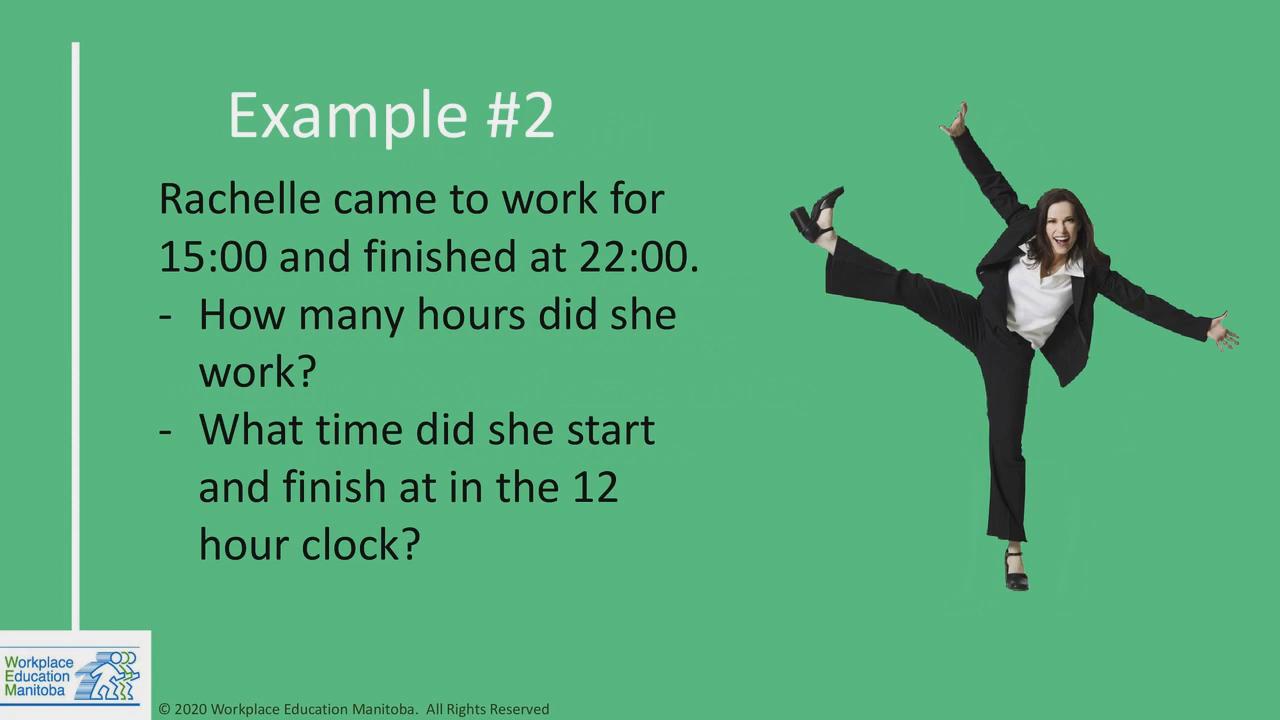 Example #2
Rachelle came to work for
15:00 and finished at 22:00.
- How many hours did she
work?
- What time did she start
and finish at in the 12
hour clock?
Workplace
Education
Manitoba
© 2020 Workplace Education Manitoba. All Rights Reserved